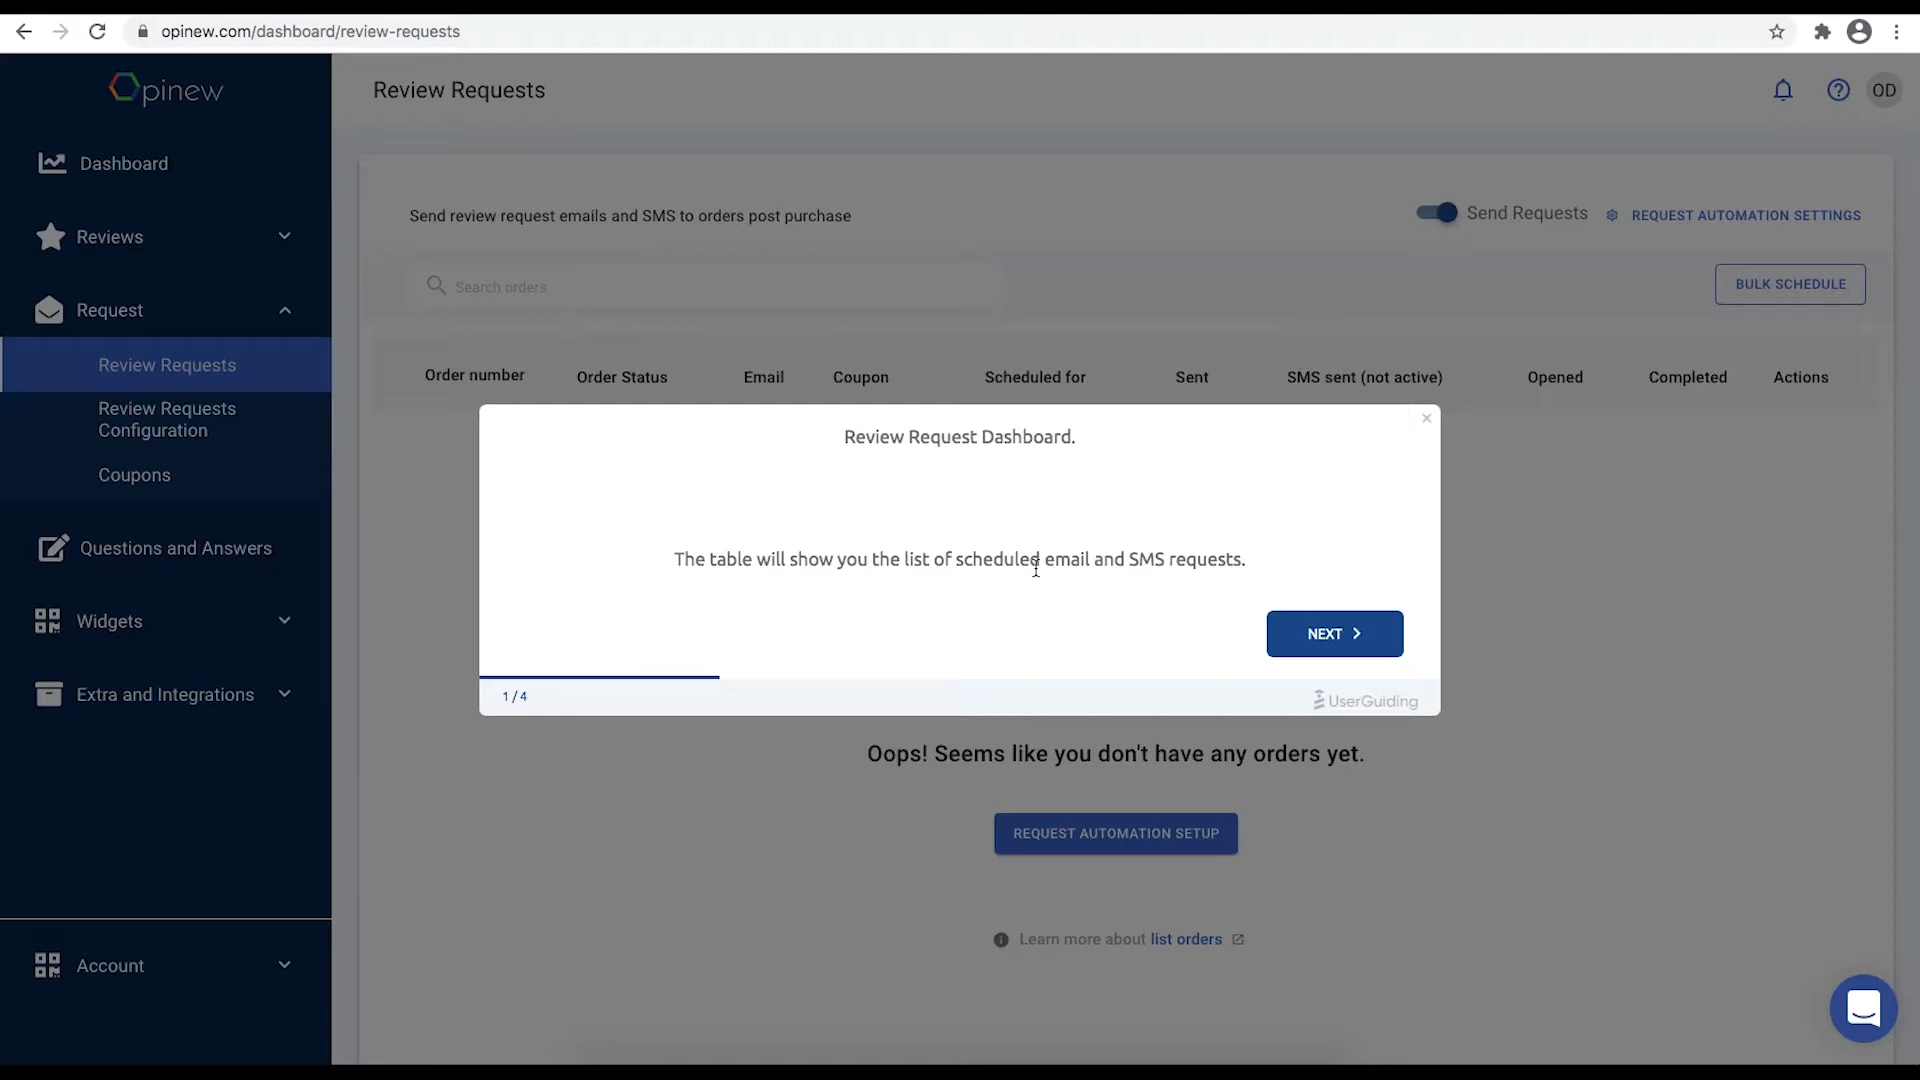 opinew.com/dashboard/review-requests
pinew
Review Requests
OD
Dashboard
Reviews
Request
Review Requests
Review Requests
Configuration
Coupons
Questions and Answers
Widgets
Extra and Integrations
Account
Send review request emails and SMS to orders post purchase
Send Requests
REQUEST AUTOMATION SETTINGS
Search orders
BULK SCHEDULE
Order number Order Status Email Coupon Scheduled for Sent SMS sent (not active) Opened Completed Actions
×
Review Request Dashboard.
The table will show you the list of scheduled email and SMS requests.
NEXT
1 / 4
UserGuiding
Oops! Seems like you don't have any orders yet.
REQUEST AUTOMATION SETUP
Learn more about list orders